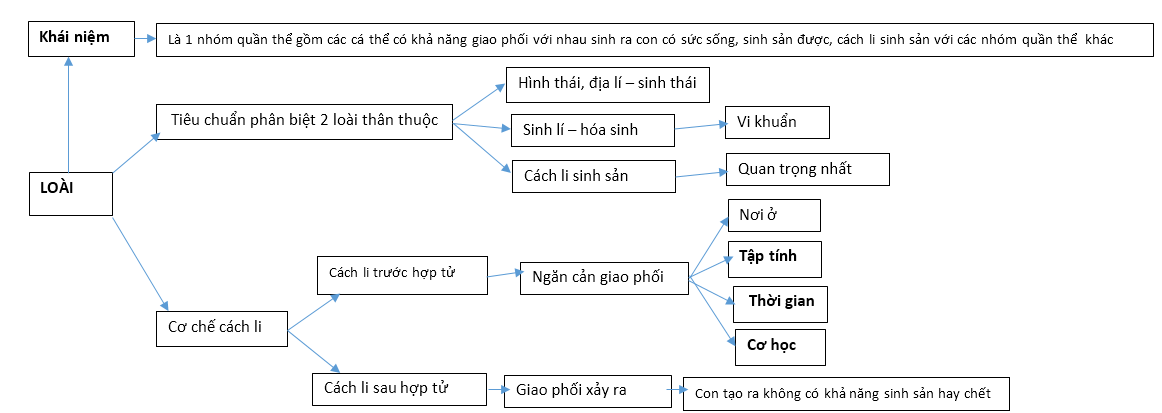 Khái niệm
Là 1 nhóm quần thể gồm các cá thể có khả năng giao phối với nhau sinh ra con có sức sống, sinh sản được, cách li sinh sản với các nhóm quần thể khác
LOÀI
Tiêu chuẩn phân biệt 2 loài thân thuộc
Hình thái, địa lí – sinh thái
Sinh lí – hóa sinh
Vi khuẩn
Cách li sinh sản
Quan trọng nhất
Cơ chế cách li
Cách li trước hợp tử
Ngăn cản giao phối
Nơi ở
Tập tính
Thời gian
Cơ học
Cách li sau hợp tử
Giao phối xảy ra
Con tạo ra không có khả năng sinh sản hay chết